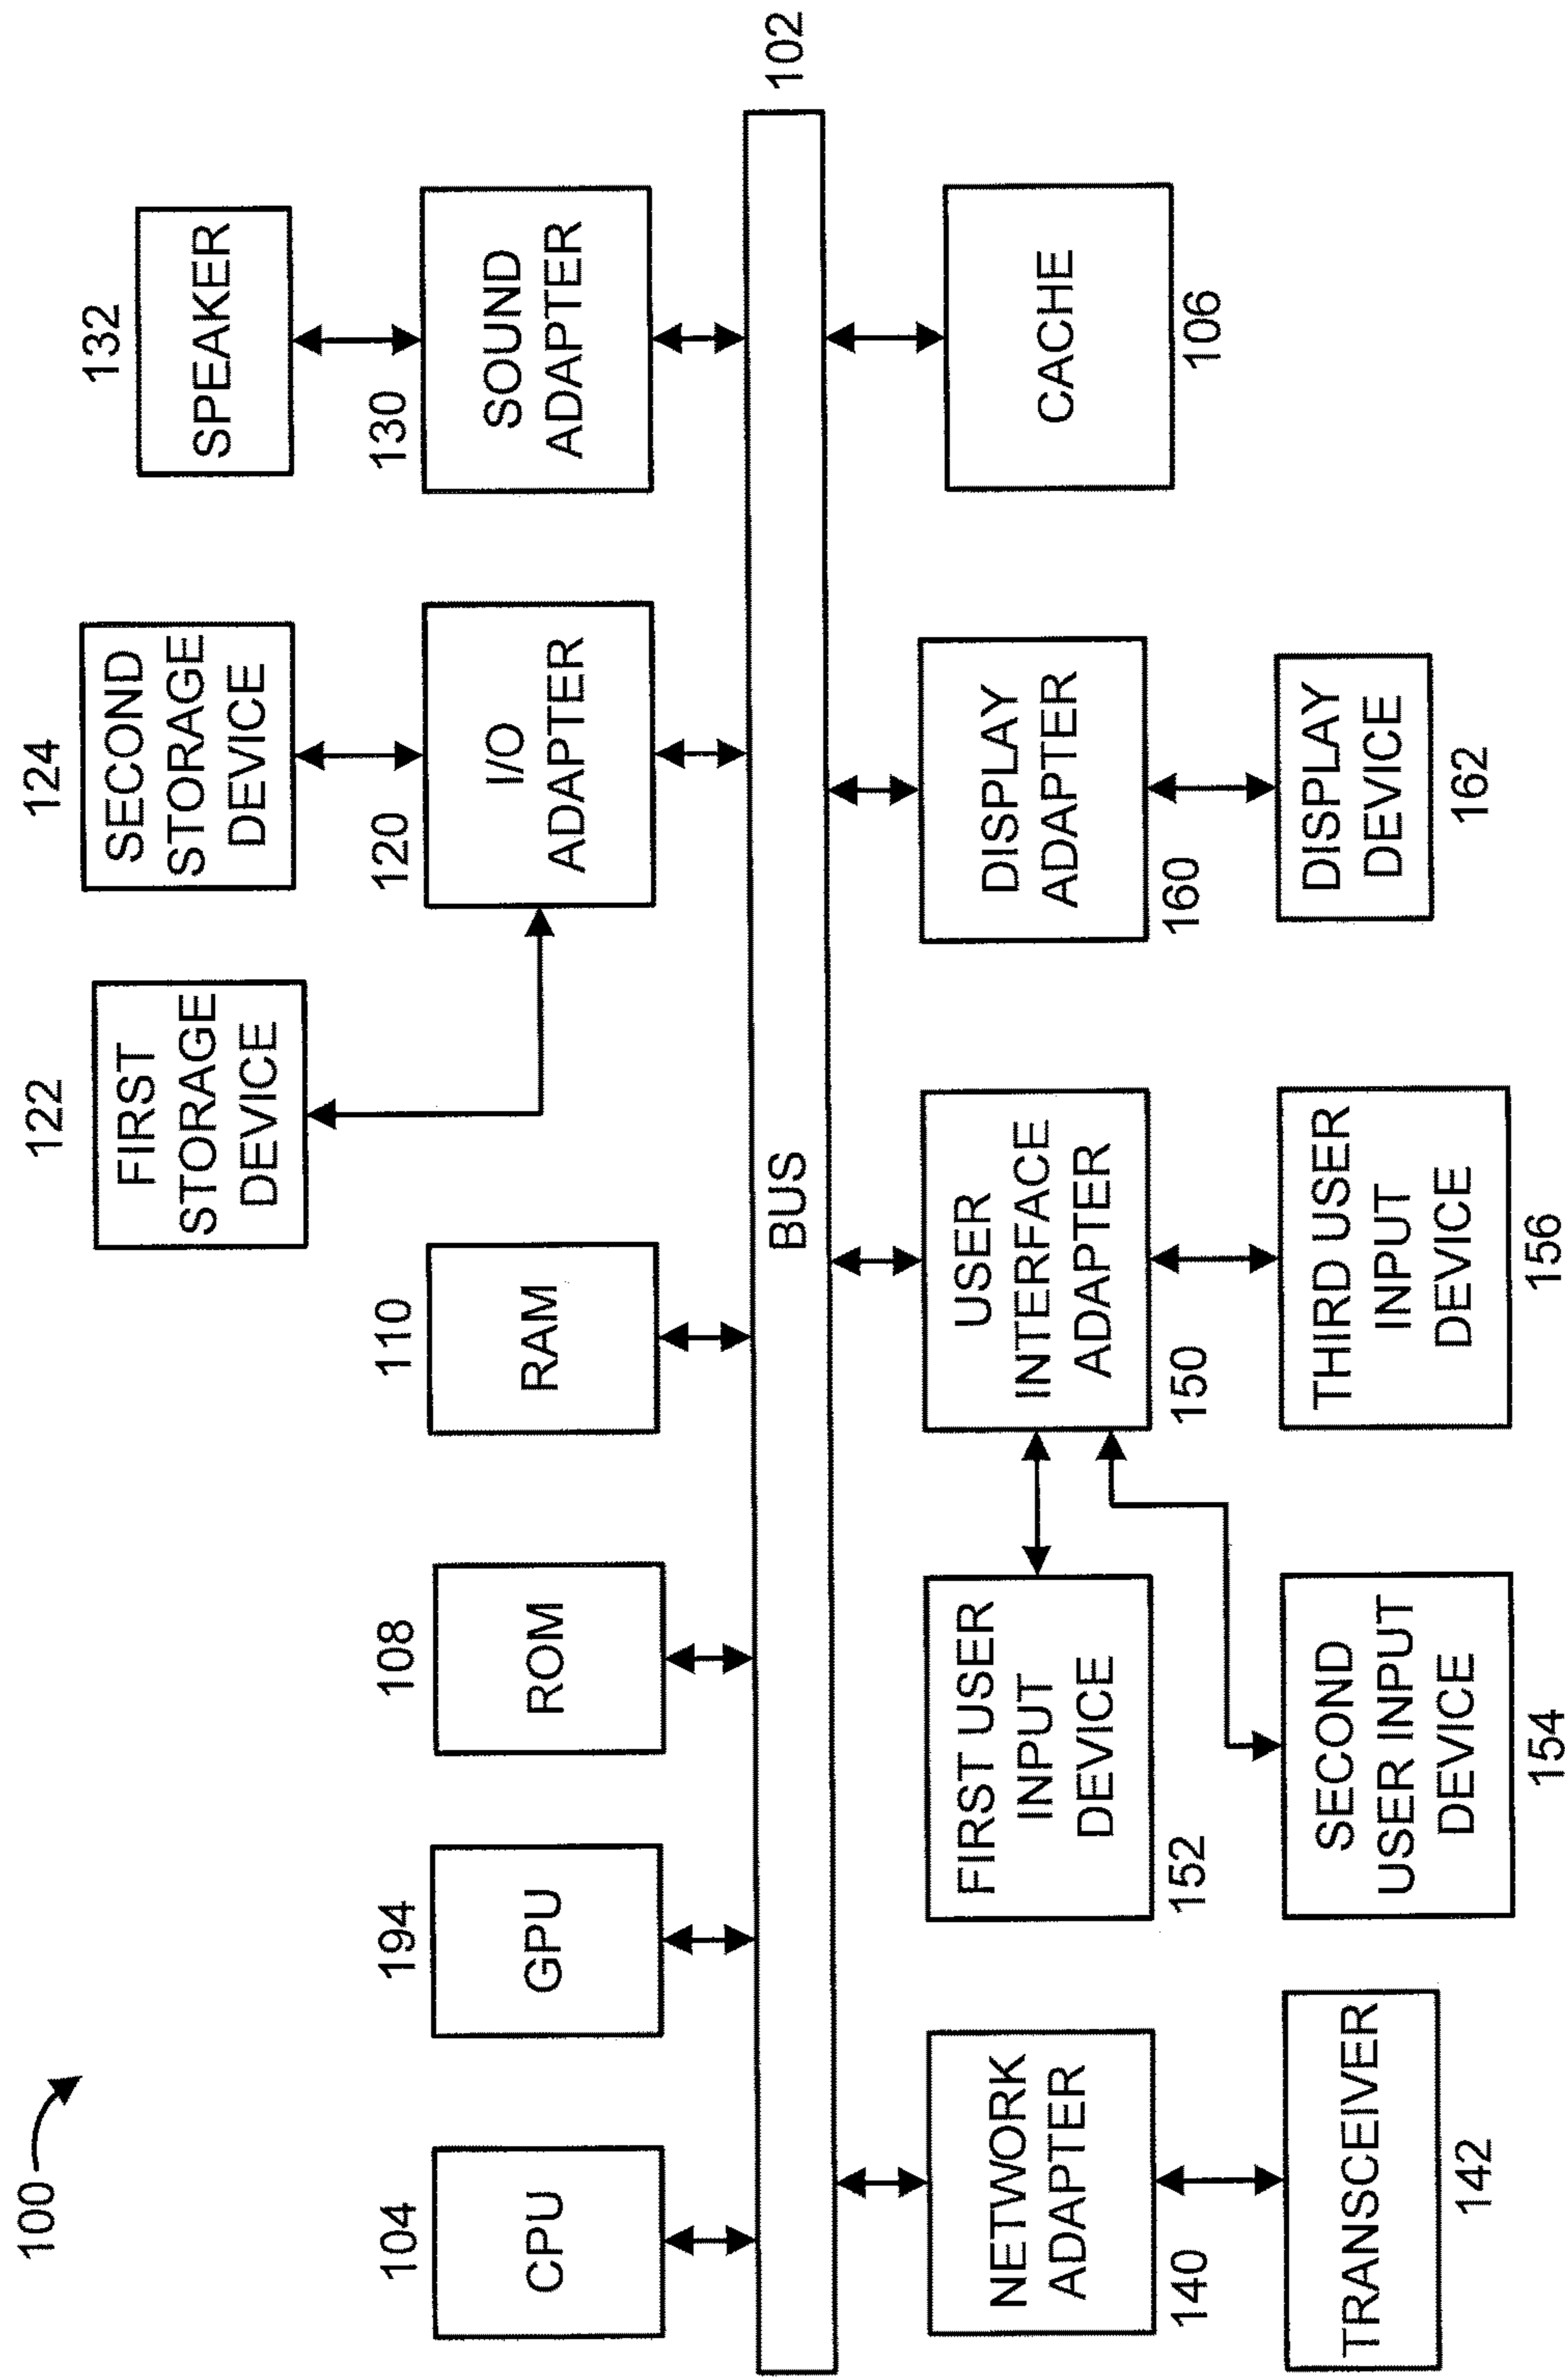 100
122
FIRST
STORAGE
DEVICE
124
SECOND
STORAGE
DEVICE
132
SPEAKER
104
CPU
194
GPU
108
ROM
110
RAM
120
I/O
ADAPTER
130
SOUND
ADAPTER
BUS
102
NETWORK
ADAPTER
140
FIRST USER
INPUT
DEVICE
152
USER
INTERFACE
ADAPTER
150
DISPLAY
ADAPTER
160
CACHE
106
TRANSCEIVER
142
SECOND
USER INPUT
DEVICE
154
THIRD USER
INPUT
DEVICE
156
DISPLAY
DEVICE
162